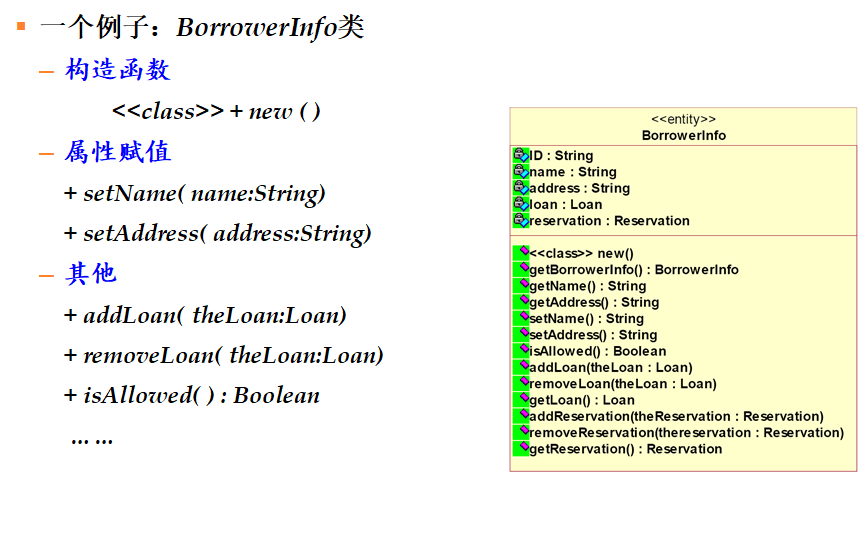 一个例子：BorrowerInfo类
– 构造函数
<<class>> + new ( )
– 属性赋值
+ setName( name:String)
+ setAddress( address:String)
– 其他
+ addLoan( theLoan:Loan)
+ removeLoan( theLoan:Loan)
+ isAllowed( ) : Boolean
... ...
<<entity>>
BorrowerInfo
ID : String
name : String
address : String
loan : Loan
reservation : Reservation
<<class>> new()
getBorrowerInfo() : BorrowerInfo
getName() : String
getAddress() : String
setName() : String
setAddress() : String
isAllowed() : Boolean
addLoan(theLoan : Loan)
removeLoan(theLoan : Loan)
getLoan() : Loan
addReservation(theReservation : Reservation)
removeReservation(thereservation : Reservation)
getReservation() : Reservation